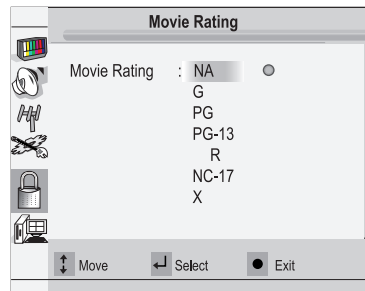 Movie Rating
Movie Rating : NA
G
PG
PG-13
R
NC-17
X
Move Select Exit